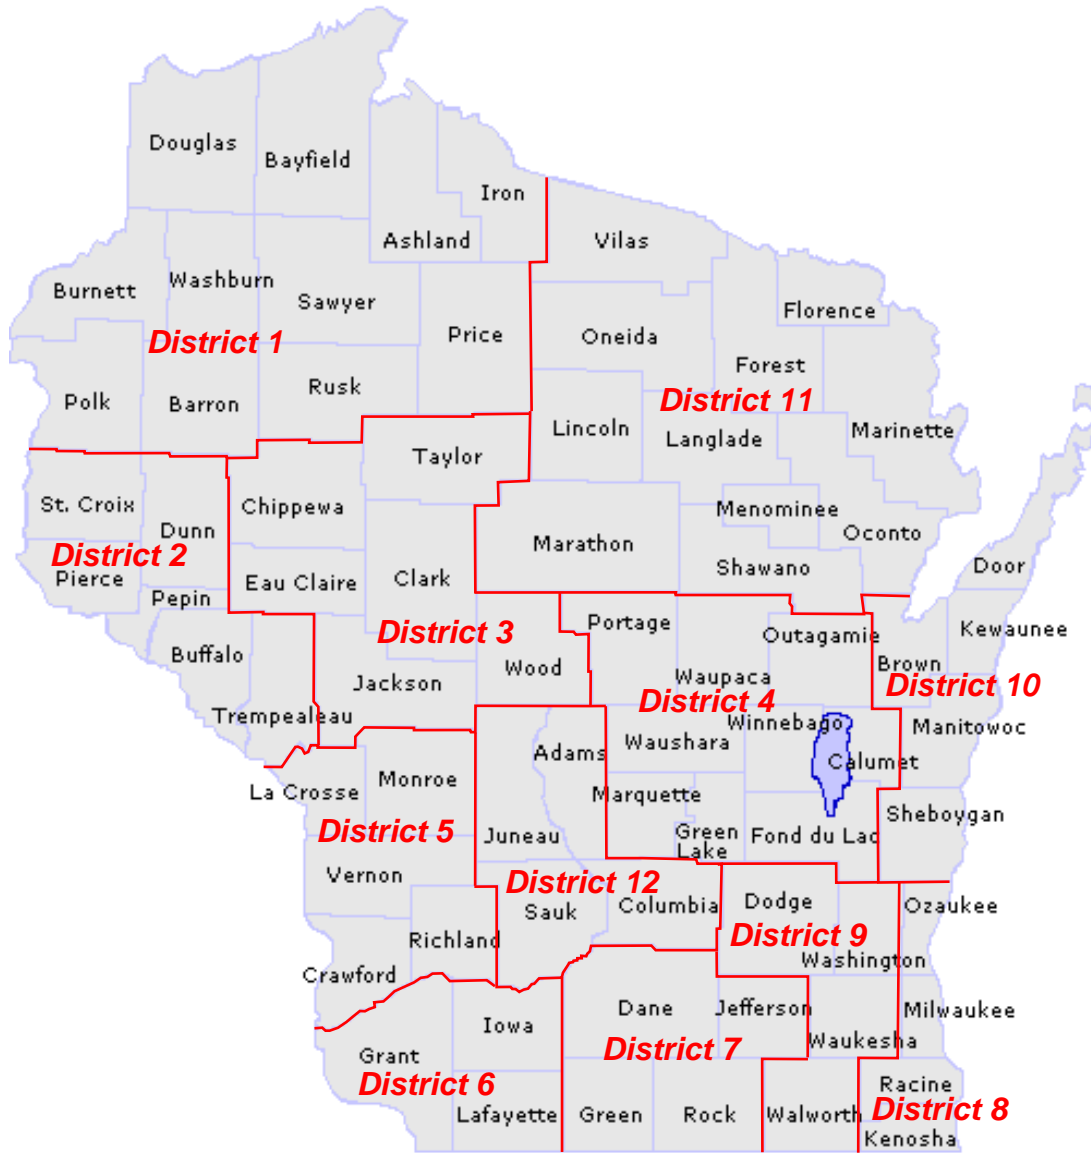 Douglas
Bayfield
Iron
Ashland
Vilas
Burnett
Washburn
Sawyer
Florence
Price
Oneida
District 1
Forest
Polk
Barron
Rusk
District 11
Lincoln
Langlade
Marinette
Taylor
St. Croix
Chippewa
Menominee
Dunn
Marathon
Oconto
District 2
Pierce
Eau Claire
Clark
Shawano
Door
Pepin
District 3
Portage
Outagamie
Kewaunee
Buffalo
Wood
Waupaca
Brown
District 10
Jackson
District 4
Trempealeau
Winnebago
Manitowoc
Adams
Waushara
Calumet
La Crosse
Monroe
Marquette
District 5
Juneau
Green
Lake
Fond du Lac
Sheboygan
Vernon
District 12
Sauk
Columbia
Dodge
Ozaukee
Richland
District 9
Washington
Crawford
Dane
Jefferson
Milwaukee
Iowa
Waukesha
Grant
District 7
District 6
Racine
Lafayette
Green
Rock
Walworth
District 8
Kenosha